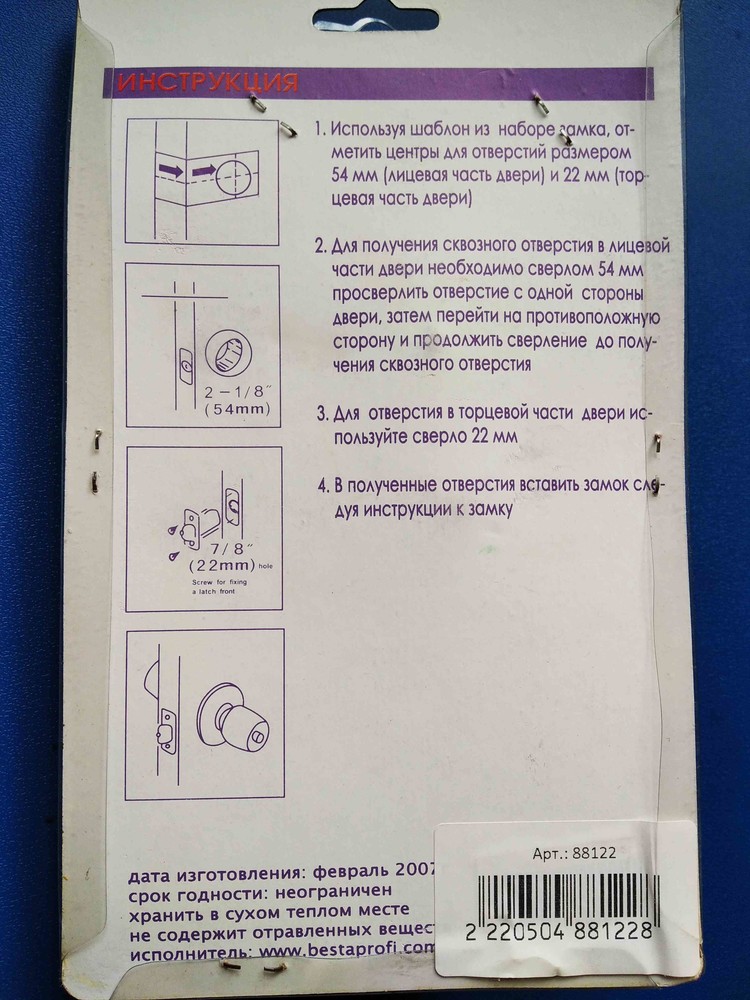 ИНСТРУКЦИЯ
1. Используя шаблон из наборе замка, от-
метить центры для отверстий размером
54 мм (лицевая часть двери) и 22 мм (тор-
цевая часть двери)
2. Для получения сквозного отверстия в лицевой
части двери необходимо сверлом 54 мм
просверлить отверстие с одной стороны
двери, затем перейти на противоположную
сторону и продолжить сверление до полу-
чения сквозного отверстия
3. Для отверстия в торцевой части двери ис-
пользуйте сверло 22 мм
4. В полученные отверстия вставить замок сле-
дуя инструкции к замку
2-1/8"
(54mm)
7/8"
(22mm) hole
Screw for fixing
a latch front
дата изготовления: февраль 2007
срок годности: неограничен
хранить в сухом теплом месте
не содержит отравленных вещест
исполнитель: www.bestaprofi.com
Арт.: 88122
2 220504 881228